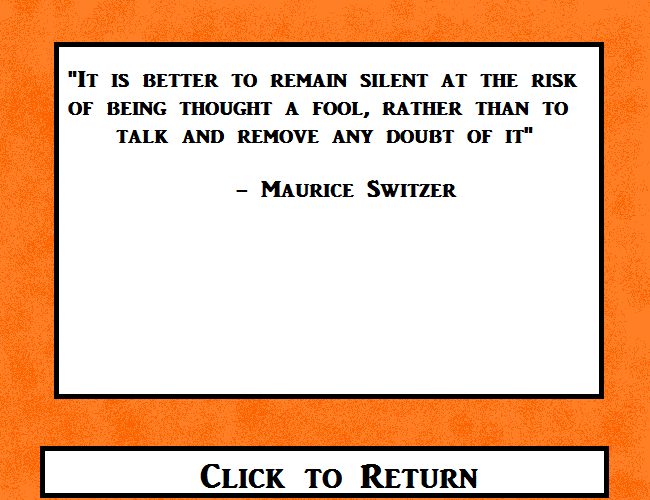 "It is better to remain silent at the risk
of being thought a fool, rather than to
talk and remove any doubt of it"
- Maurice Switzer
Click to Return